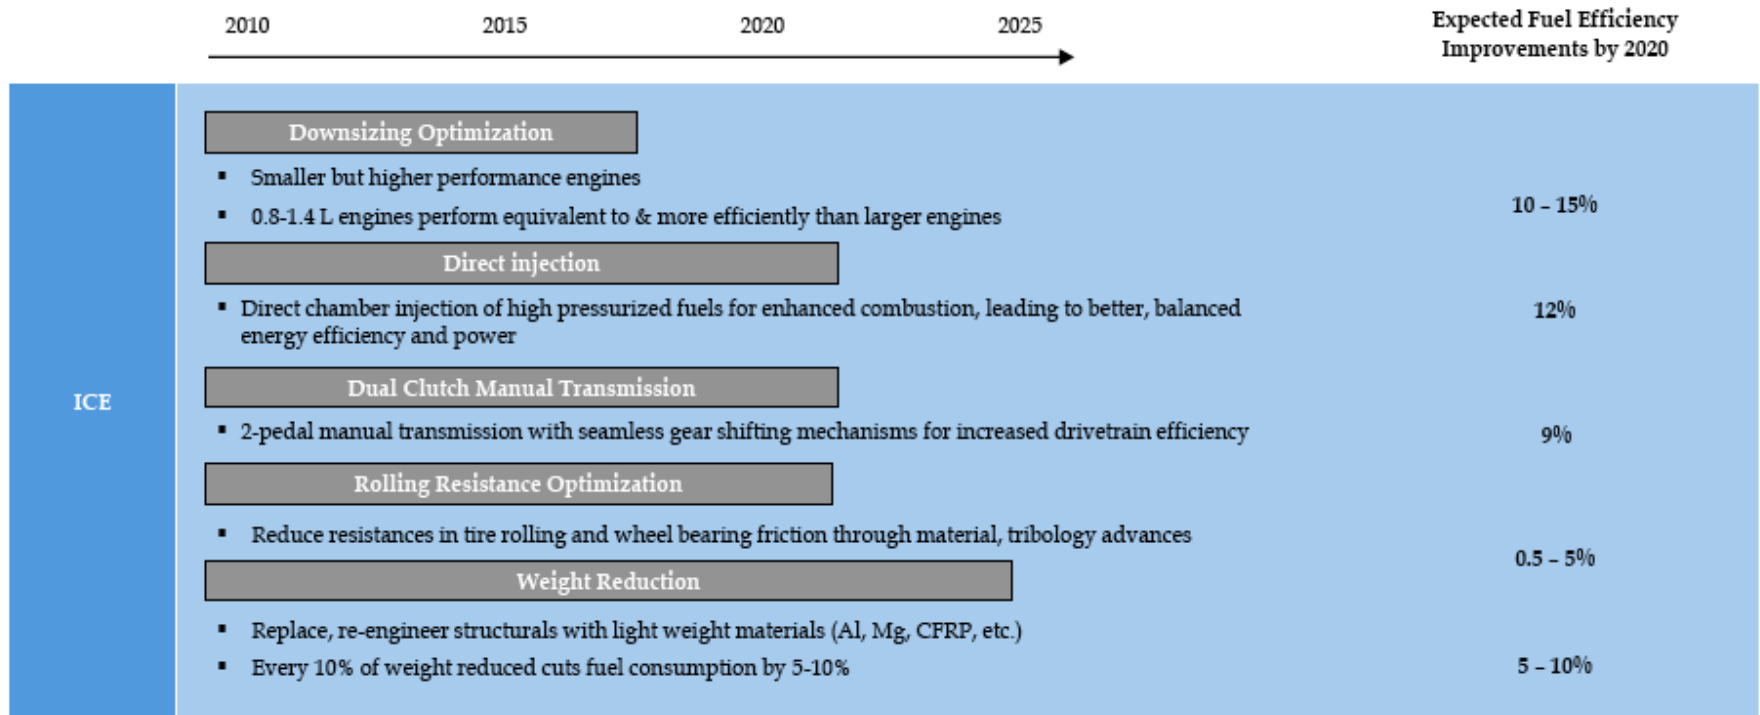 2010 2015 2020 2025
Expected Fuel Efficiency
Improvements by 2020
ICE
Downsizing Optimization
▪ Smaller but higher performance engines
▪ 0.8-1.4 L engines perform equivalent to & more efficiently than larger engines
10 – 15%
Direct injection
▪ Direct chamber injection of high pressurized fuels for enhanced combustion, leading to better, balanced
energy efficiency and power
12%
Dual Clutch Manual Transmission
▪ 2-pedal manual transmission with seamless gear shifting mechanisms for increased drivetrain efficiency
9%
Rolling Resistance Optimization
▪ Reduce resistances in tire rolling and wheel bearing friction through material, tribology advances
0.5 – 5%
Weight Reduction
▪ Replace, re-engineer structurals with light weight materials (Al, Mg, CFRP, etc.)
▪ Every 10% of weight reduced cuts fuel consumption by 5-10%
5 – 10%